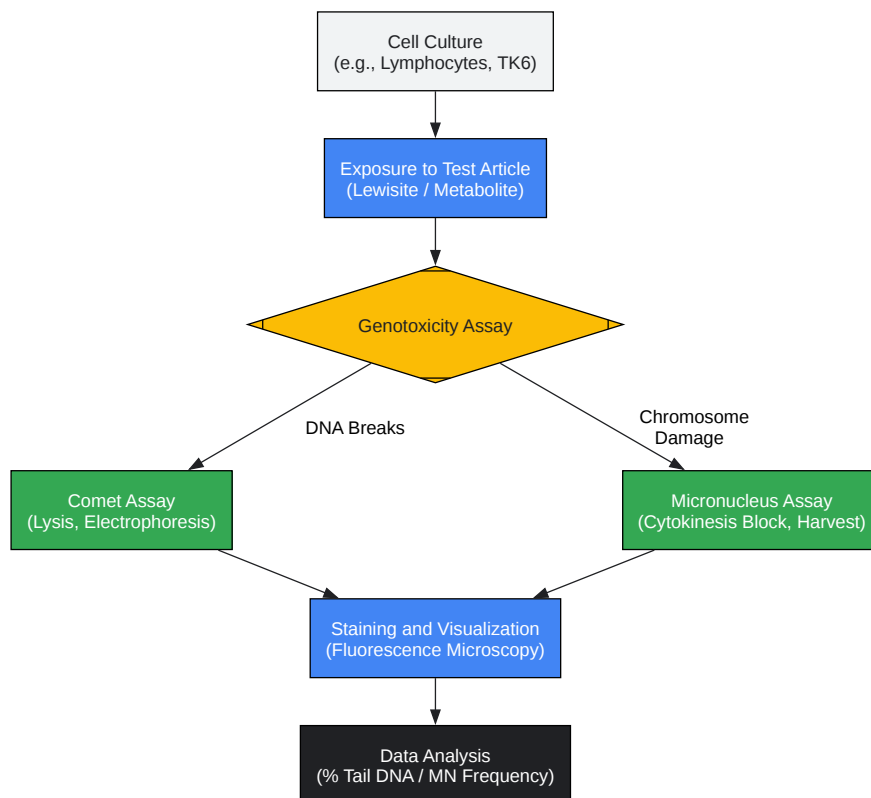 Cell Culture
(e.g., Lymphocytes, TK6)
Exposure to Test Article
(Lewisite / Metabolite)
Genotoxicity Assay
DNA Breaks
Chromosome
Damage
Comet Assay
(Lysis, Electrophoresis)
Micronucleus Assay
(Cytokinesis Block, Harvest)
Staining and Visualization
(Fluorescence Microscopy)
Data Analysis
(% Tail DNA / MN Frequency)